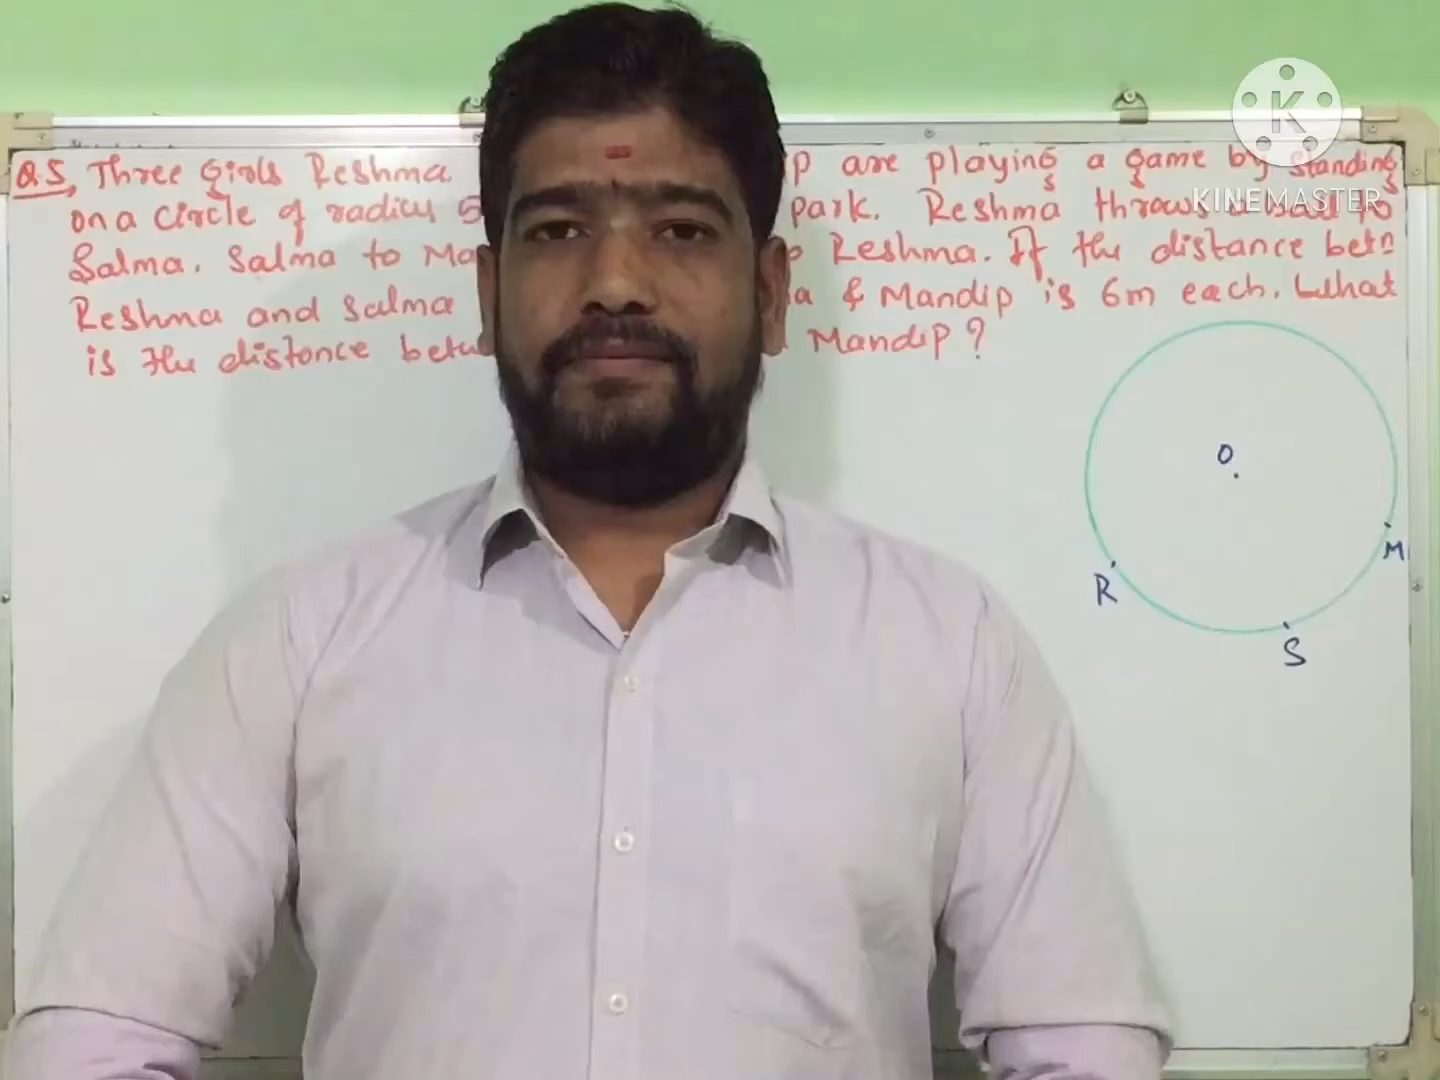 Q.5, Three girls Reshma ip are playing a game by standing
on a circle of radius 5 park. Reshma throws a ball to
Salma, Salma to Ma o Reshma. If the distance betn
Reshma and Salma a & Mandip is 6m each. What
is the distance betw Mandip ?
O
M
R
S
K
KINEMASTER